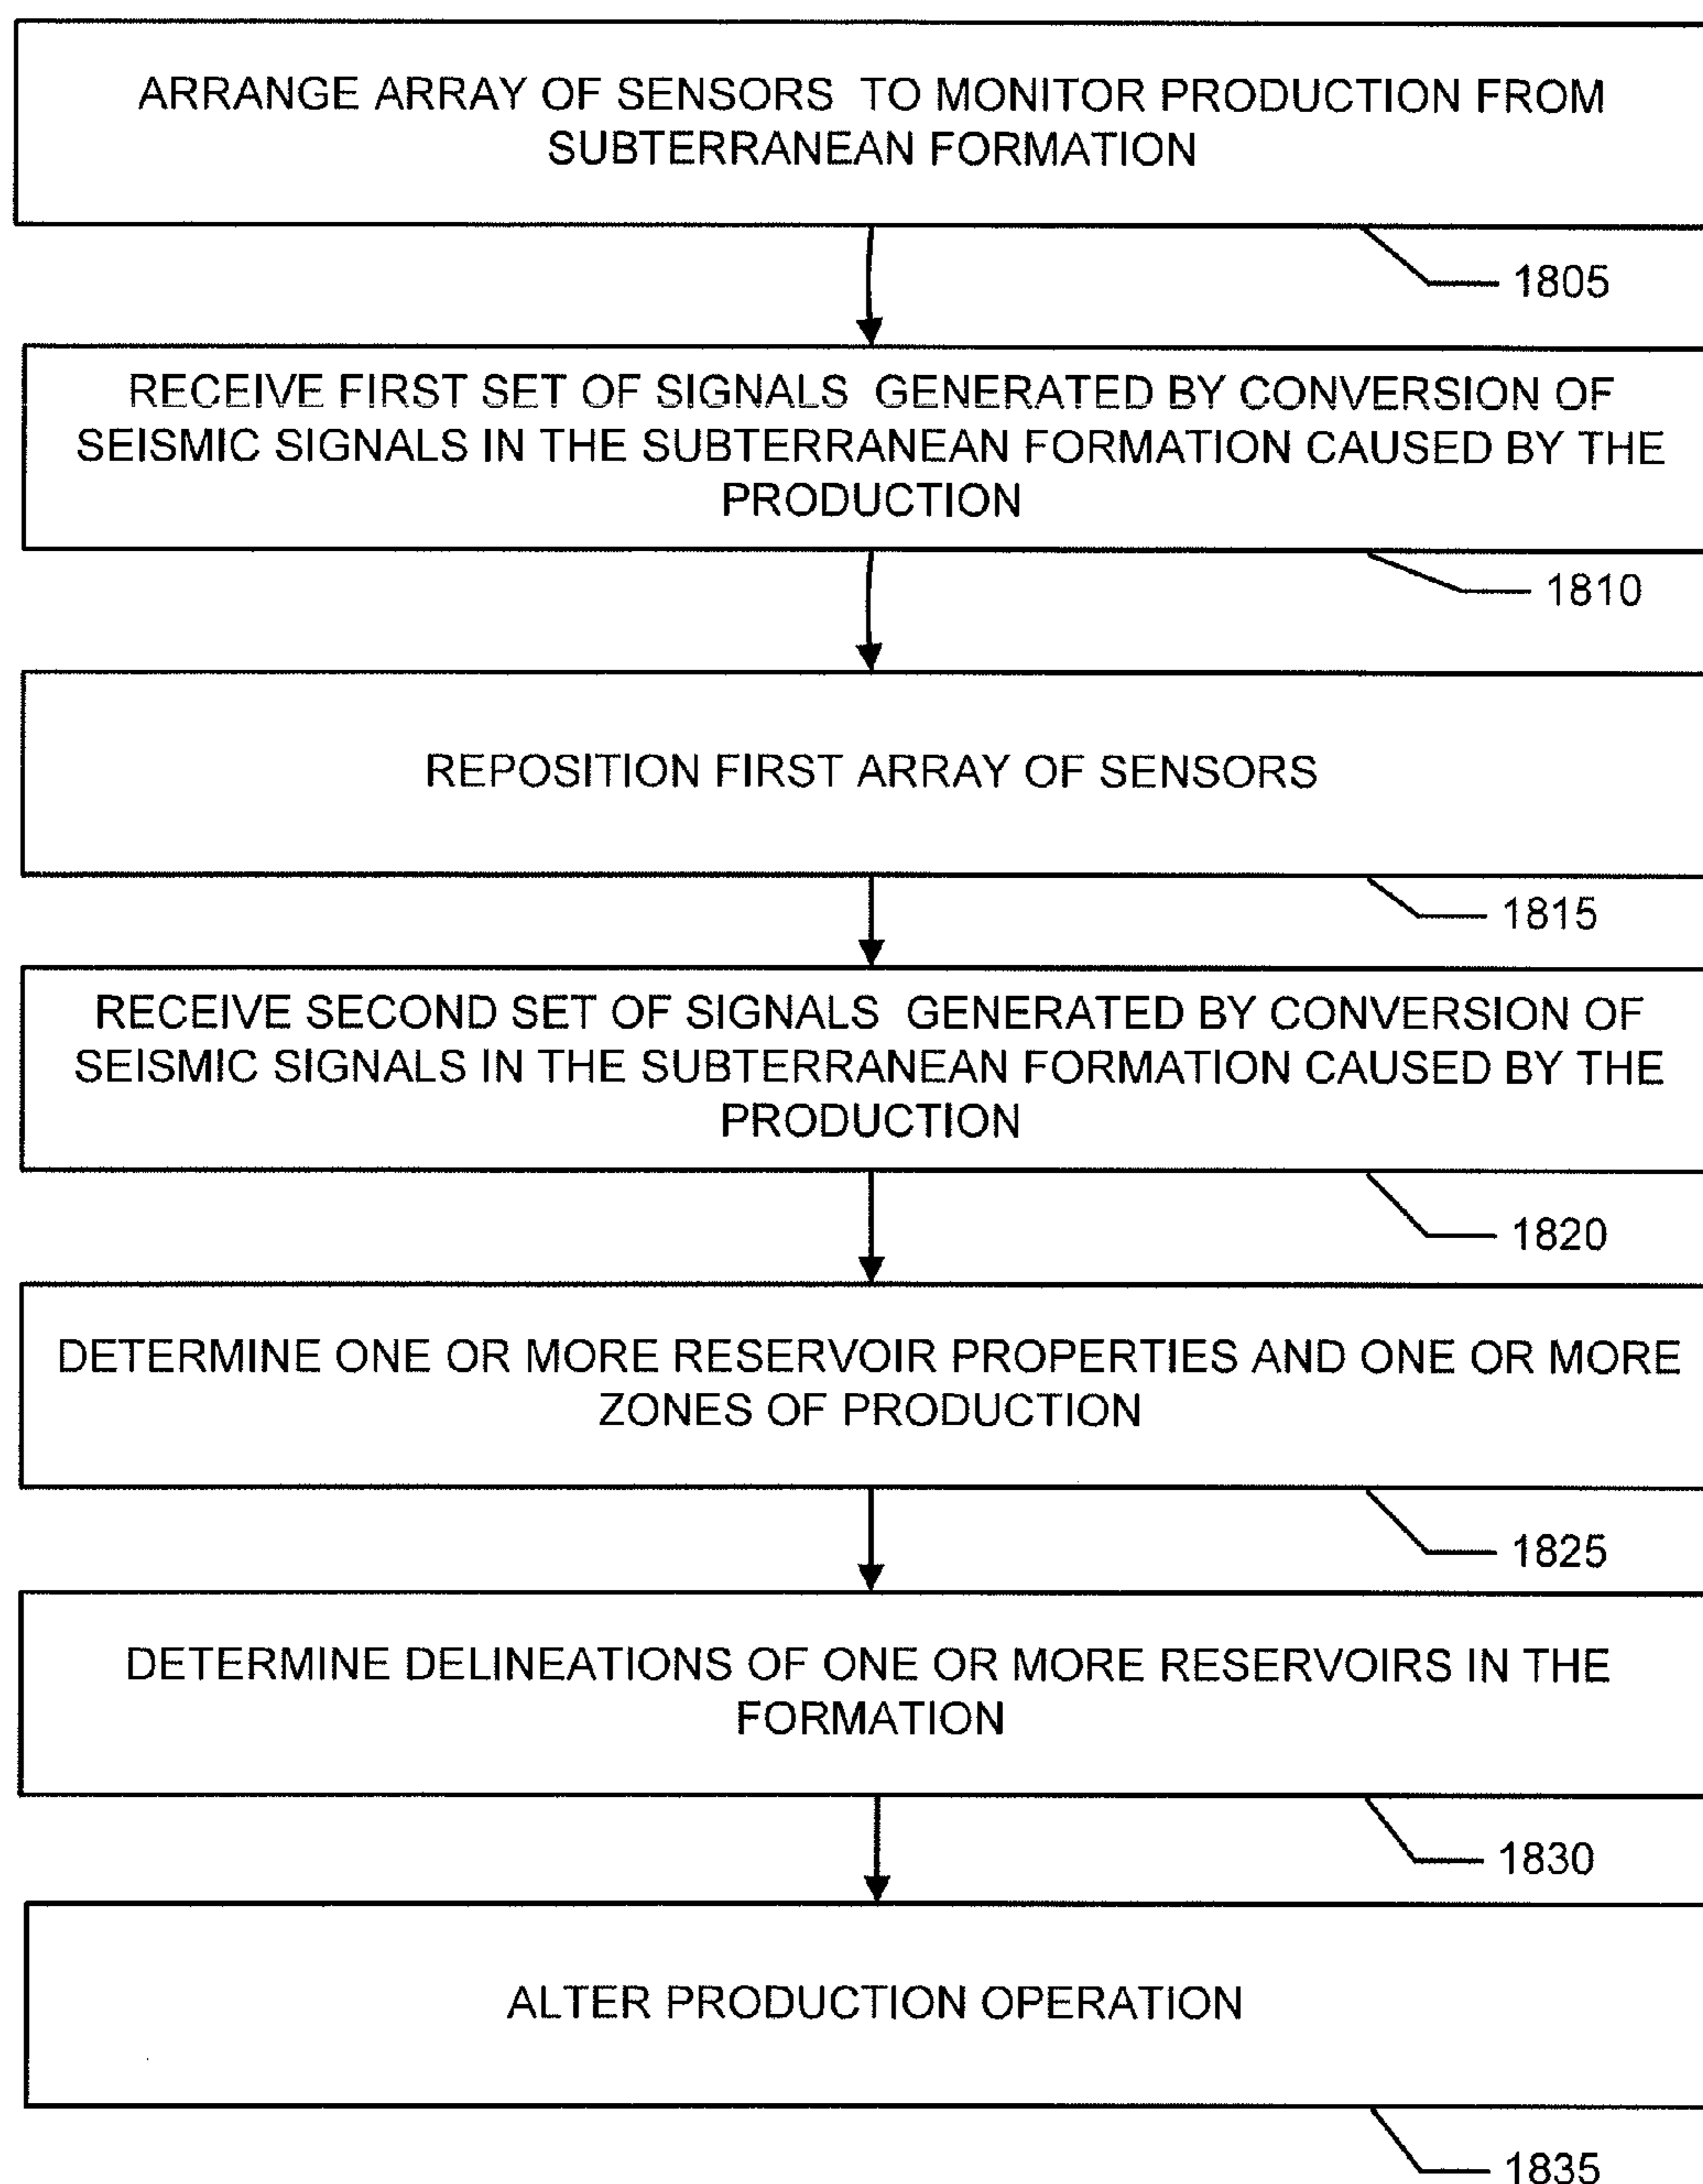 ARRANGE ARRAY OF SENSORS TO MONITOR PRODUCTION FROM
SUBTERRANEAN FORMATION
1805
RECEIVE FIRST SET OF SIGNALS GENERATED BY CONVERSION OF
SEISMIC SIGNALS IN THE SUBTERRANEAN FORMATION CAUSED BY THE
PRODUCTION
1810
REPOSITION FIRST ARRAY OF SENSORS
1815
RECEIVE SECOND SET OF SIGNALS GENERATED BY CONVERSION OF
SEISMIC SIGNALS IN THE SUBTERRANEAN FORMATION CAUSED BY THE
PRODUCTION
1820
DETERMINE ONE OR MORE RESERVOIR PROPERTIES AND ONE OR MORE
ZONES OF PRODUCTION
1825
DETERMINE DELINEATIONS OF ONE OR MORE RESERVOIRS IN THE
FORMATION
1830
ALTER PRODUCTION OPERATION
1835